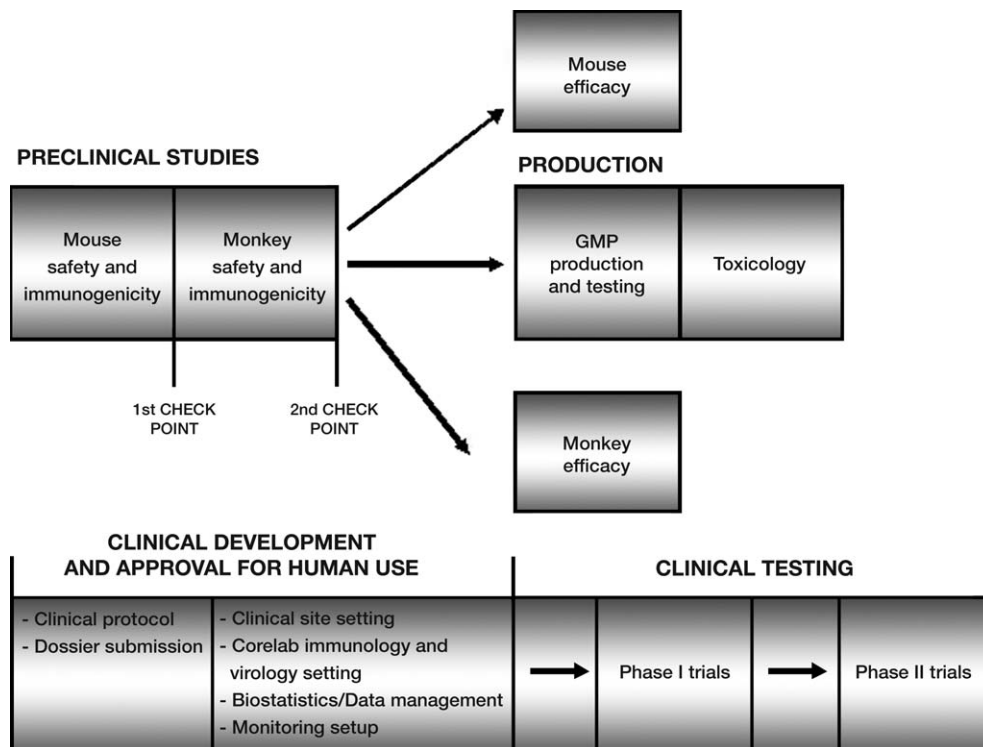 Mouse
efficacy
PRECLINICAL STUDIES
PRODUCTION
Mouse
safety and
immunogenicity
Monkey
safety and
immunogenicity
GMP
production
and testing
Toxicology
1st CHECK
POINT
2nd CHECK
POINT
Monkey
efficacy
CLINICAL DEVELOPMENT
AND APPROVAL FOR HUMAN USE
CLINICAL TESTING
- Clinical protocol
- Dossier submission
- Clinical site setting
- Corelab immunology and
virology setting
- Biostatistics/Data management
- Monitoring setup
Phase I trials
Phase II trials